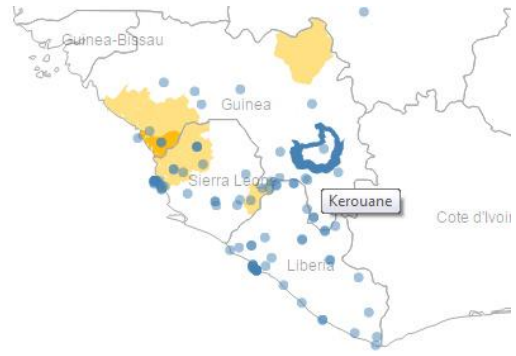 Guinea-Bissau
Guinea
Sierra Leone
Kerouane
Cote d'Ivoir
Liberia